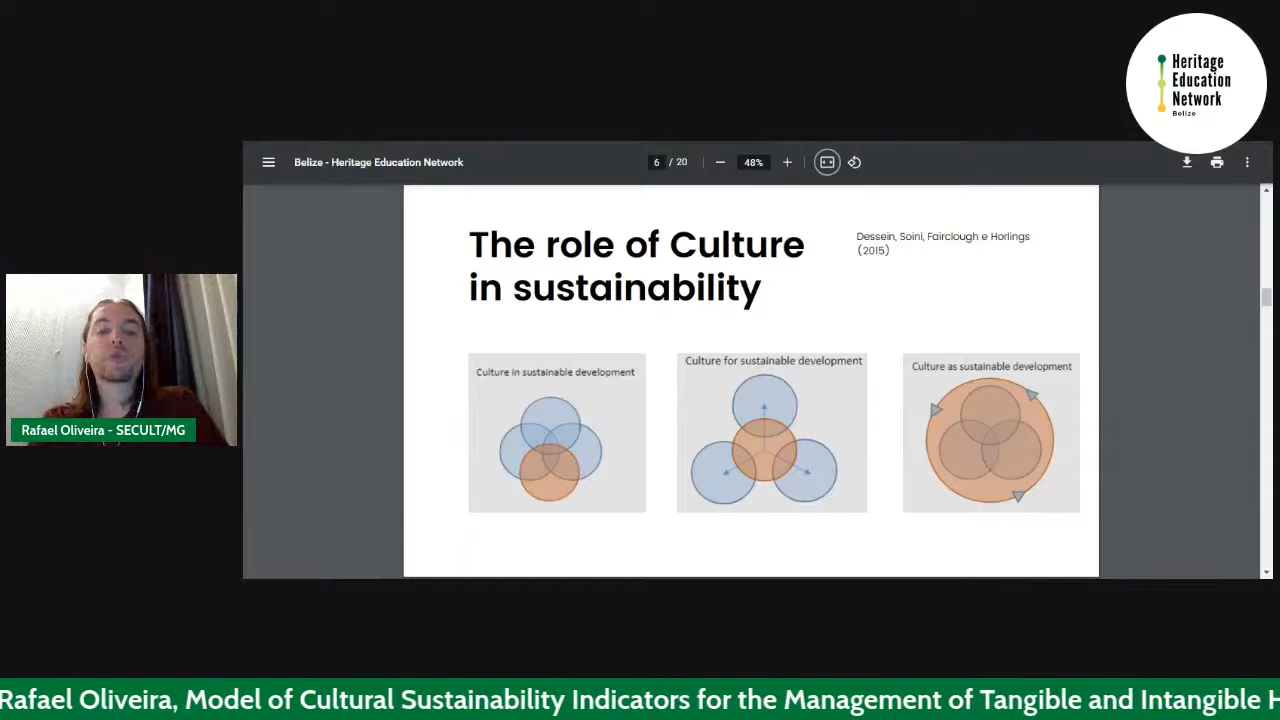 Heritage
Education
Network
Belize
Belize - Heritage Education Network
6 / 20
48%
The role of Culture
in sustainability
Dessein, Soini, Fairclough e Horlings
(2015)
Culture in sustainable development
Culture for sustainable development
Culture as sustainable development
Rafael Oliveira - SECULT/MG
Rafael Oliveira, Model of Cultural Sustainability Indicators for the Management of Tangible and Intangible H